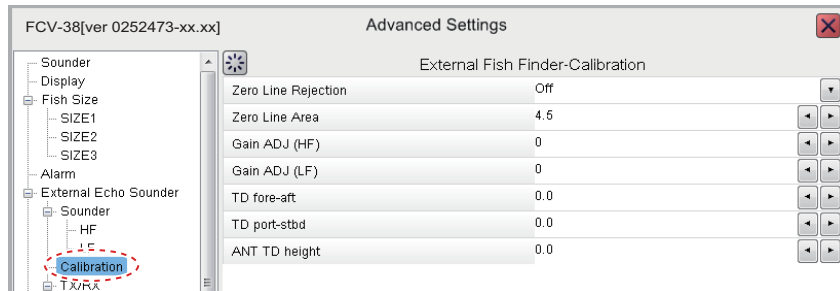 FCV-38[ver 0252473-xx.xx]
Advanced Settings
Sounder
Display
Fish Size
SIZE1
SIZE2
SIZE3
Alarm
External Echo Sounder
Sounder
HF
LF
Calibration
TX/RX
External Fish Finder-Calibration
Zero Line Rejection Off
Zero Line Area 4.5
Gain ADJ (HF) 0
Gain ADJ (LF) 0
TD fore-aft 0.0
TD port-stbd 0.0
ANT TD height 0.0